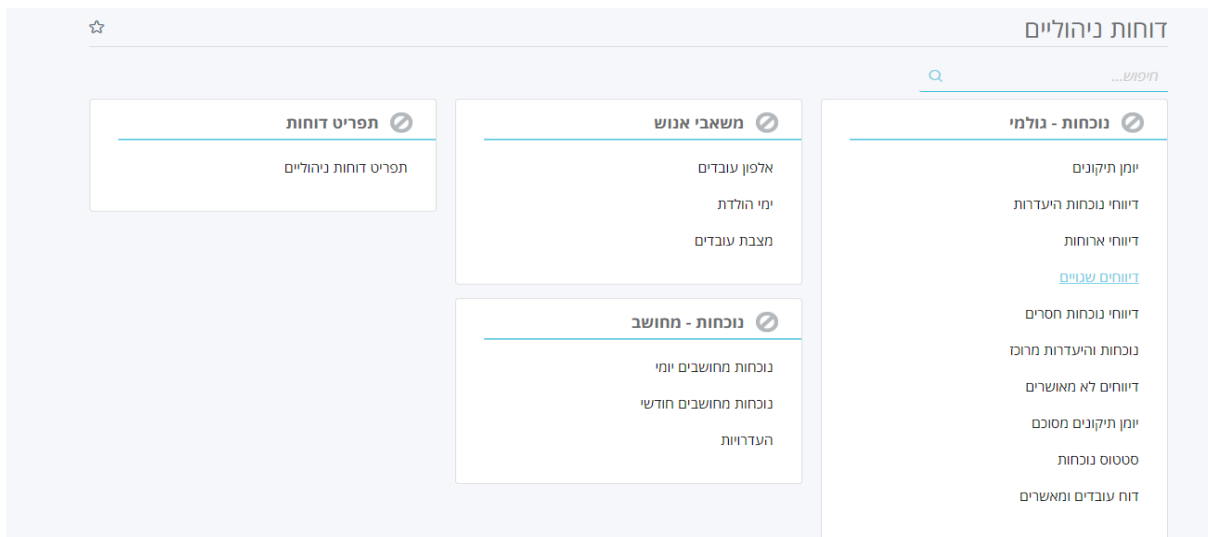 דוחות ניהוליים
חיפוש...
נוכחות - גולמי
יומן תיקונים
דיווחי נוכחות היעדרות
דיווחי ארוחות
דיווחים שגויים
דיווחי נוכחות חסרים
נוכחות והיעדרות מרוכז
דיווחים לא מאושרים
יומן תיקונים מסוכם
סטטוס נוכחות
דוח עובדים ומאשרים
משאבי אנוש
אלפון עובדים
ימי הולדת
מצבת עובדים
נוכחות - מחושב
נוכחות מחושבים יומי
נוכחות מחושבים חודשי
העדרויות
תפריט דוחות
תפריט דוחות ניהוליים